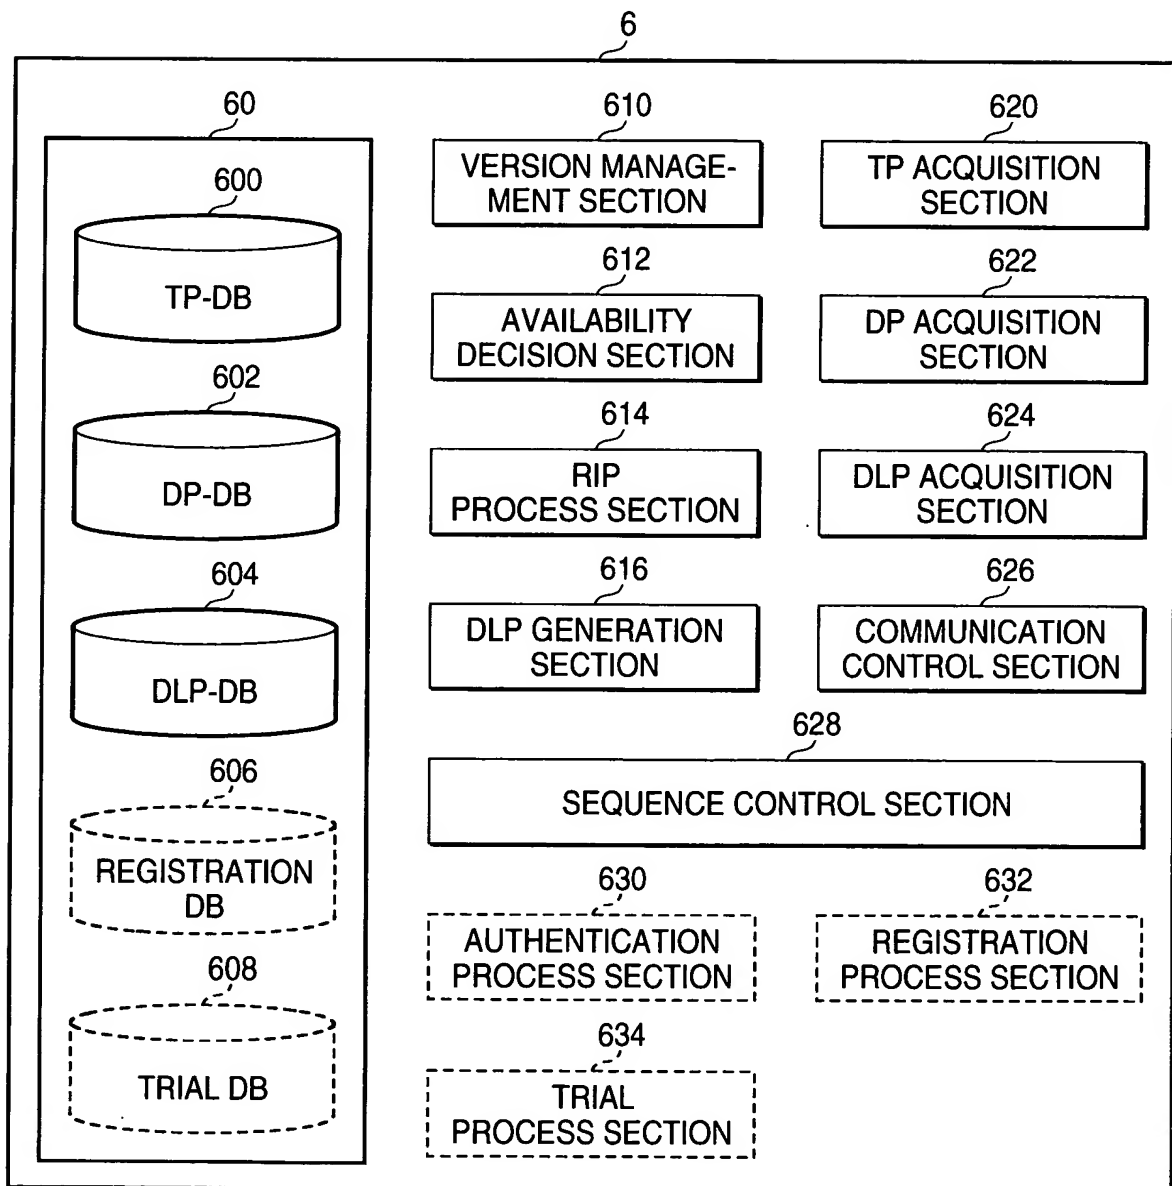 6
60
600
TP-DB
602
DP-DB
604
DLP-DB
606
REGISTRATION
DB
608
TRIAL DB
610
VERSION MANAGE-
MENT SECTION
620
TP ACQUISITION
SECTION
612
AVAILABILITY
DECISION SECTION
622
DP ACQUISITION
SECTION
614
RIP
PROCESS SECTION
624
DLP ACQUISITION
SECTION
616
DLP GENERATION
SECTION
626
COMMUNICATION
CONTROL SECTION
628
SEQUENCE CONTROL SECTION
630
AUTHENTICATION
PROCESS SECTION
632
REGISTRATION
PROCESS SECTION
634
TRIAL
PROCESS SECTION